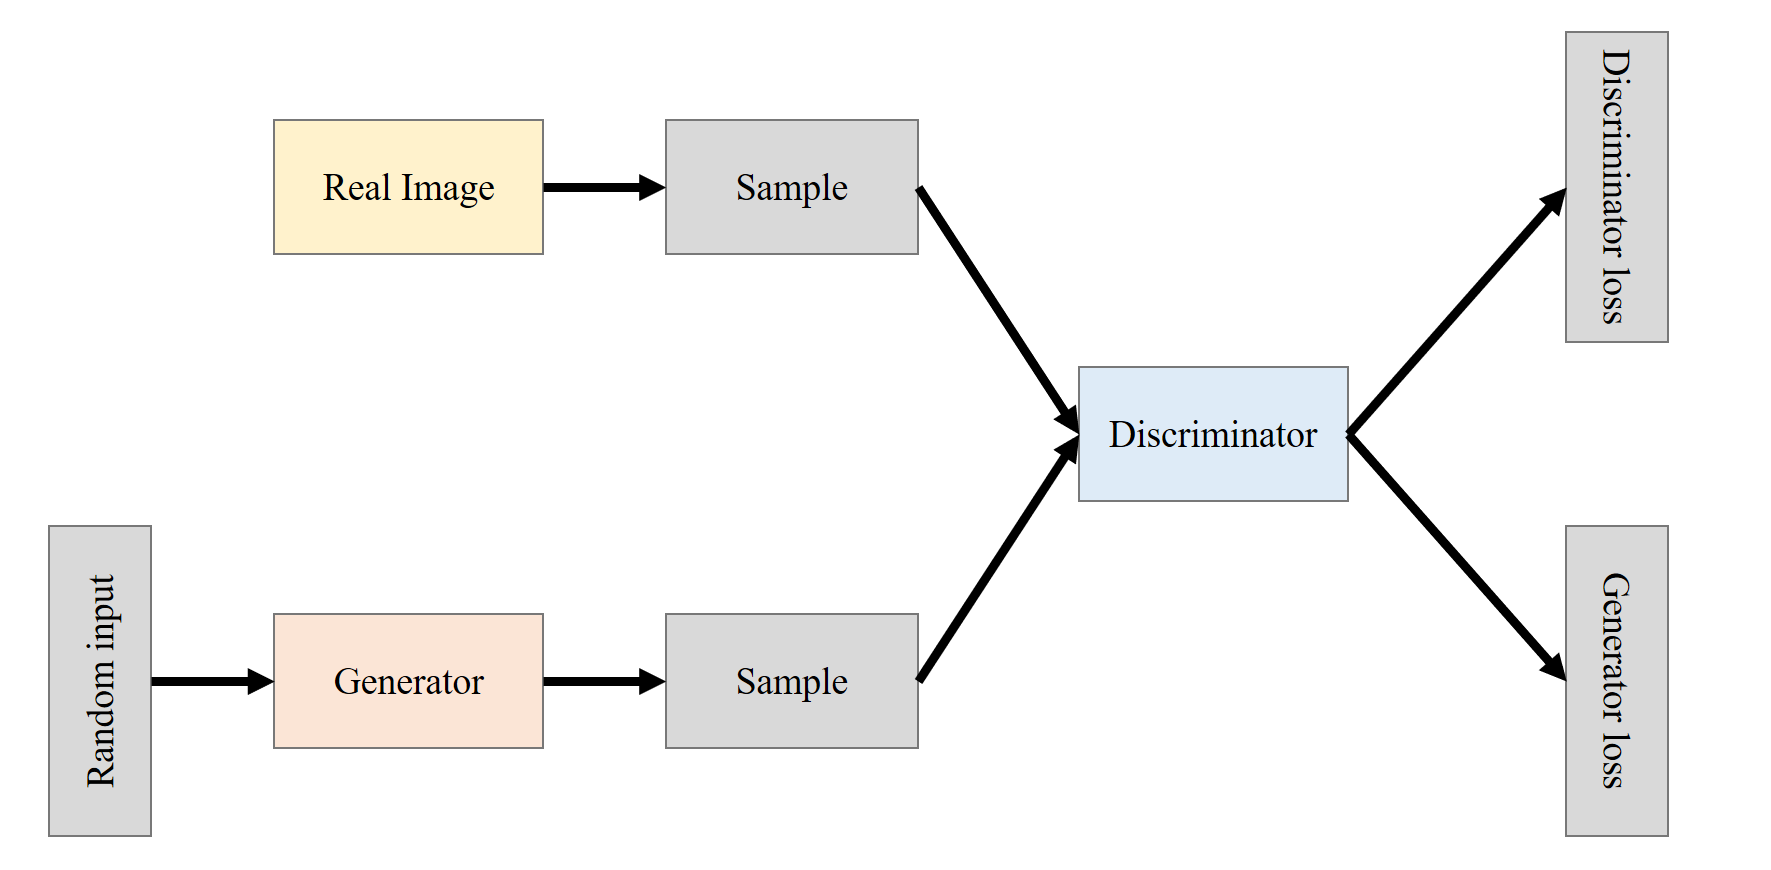 Real Image
Sample
Discriminator loss
Discriminator
Random input
Generator
Sample
Generator loss